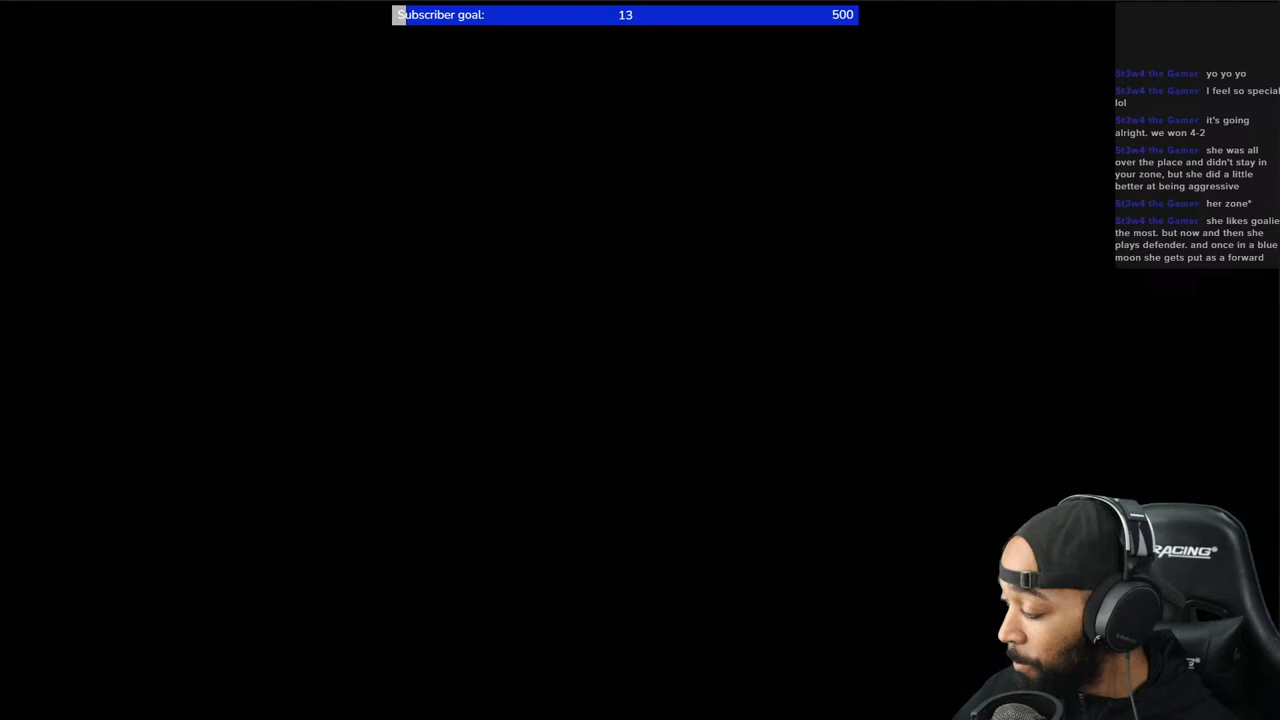 Subscriber goal: 13 500
St3w4 the Gamer yo yo yo
St3w4 the Gamer I feel so special
lol
St3w4 the Gamer it's going
alright. we won 4-2
St3w4 the Gamer she was all
over the place and didn't stay in
your zone, but she did a little
better at being aggressive
St3w4 the Gamer her zone*
St3w4 the Gamer she likes goalie
the most. but now and then she
plays defender. and once in a blue
moon she gets put as a forward
RACING®